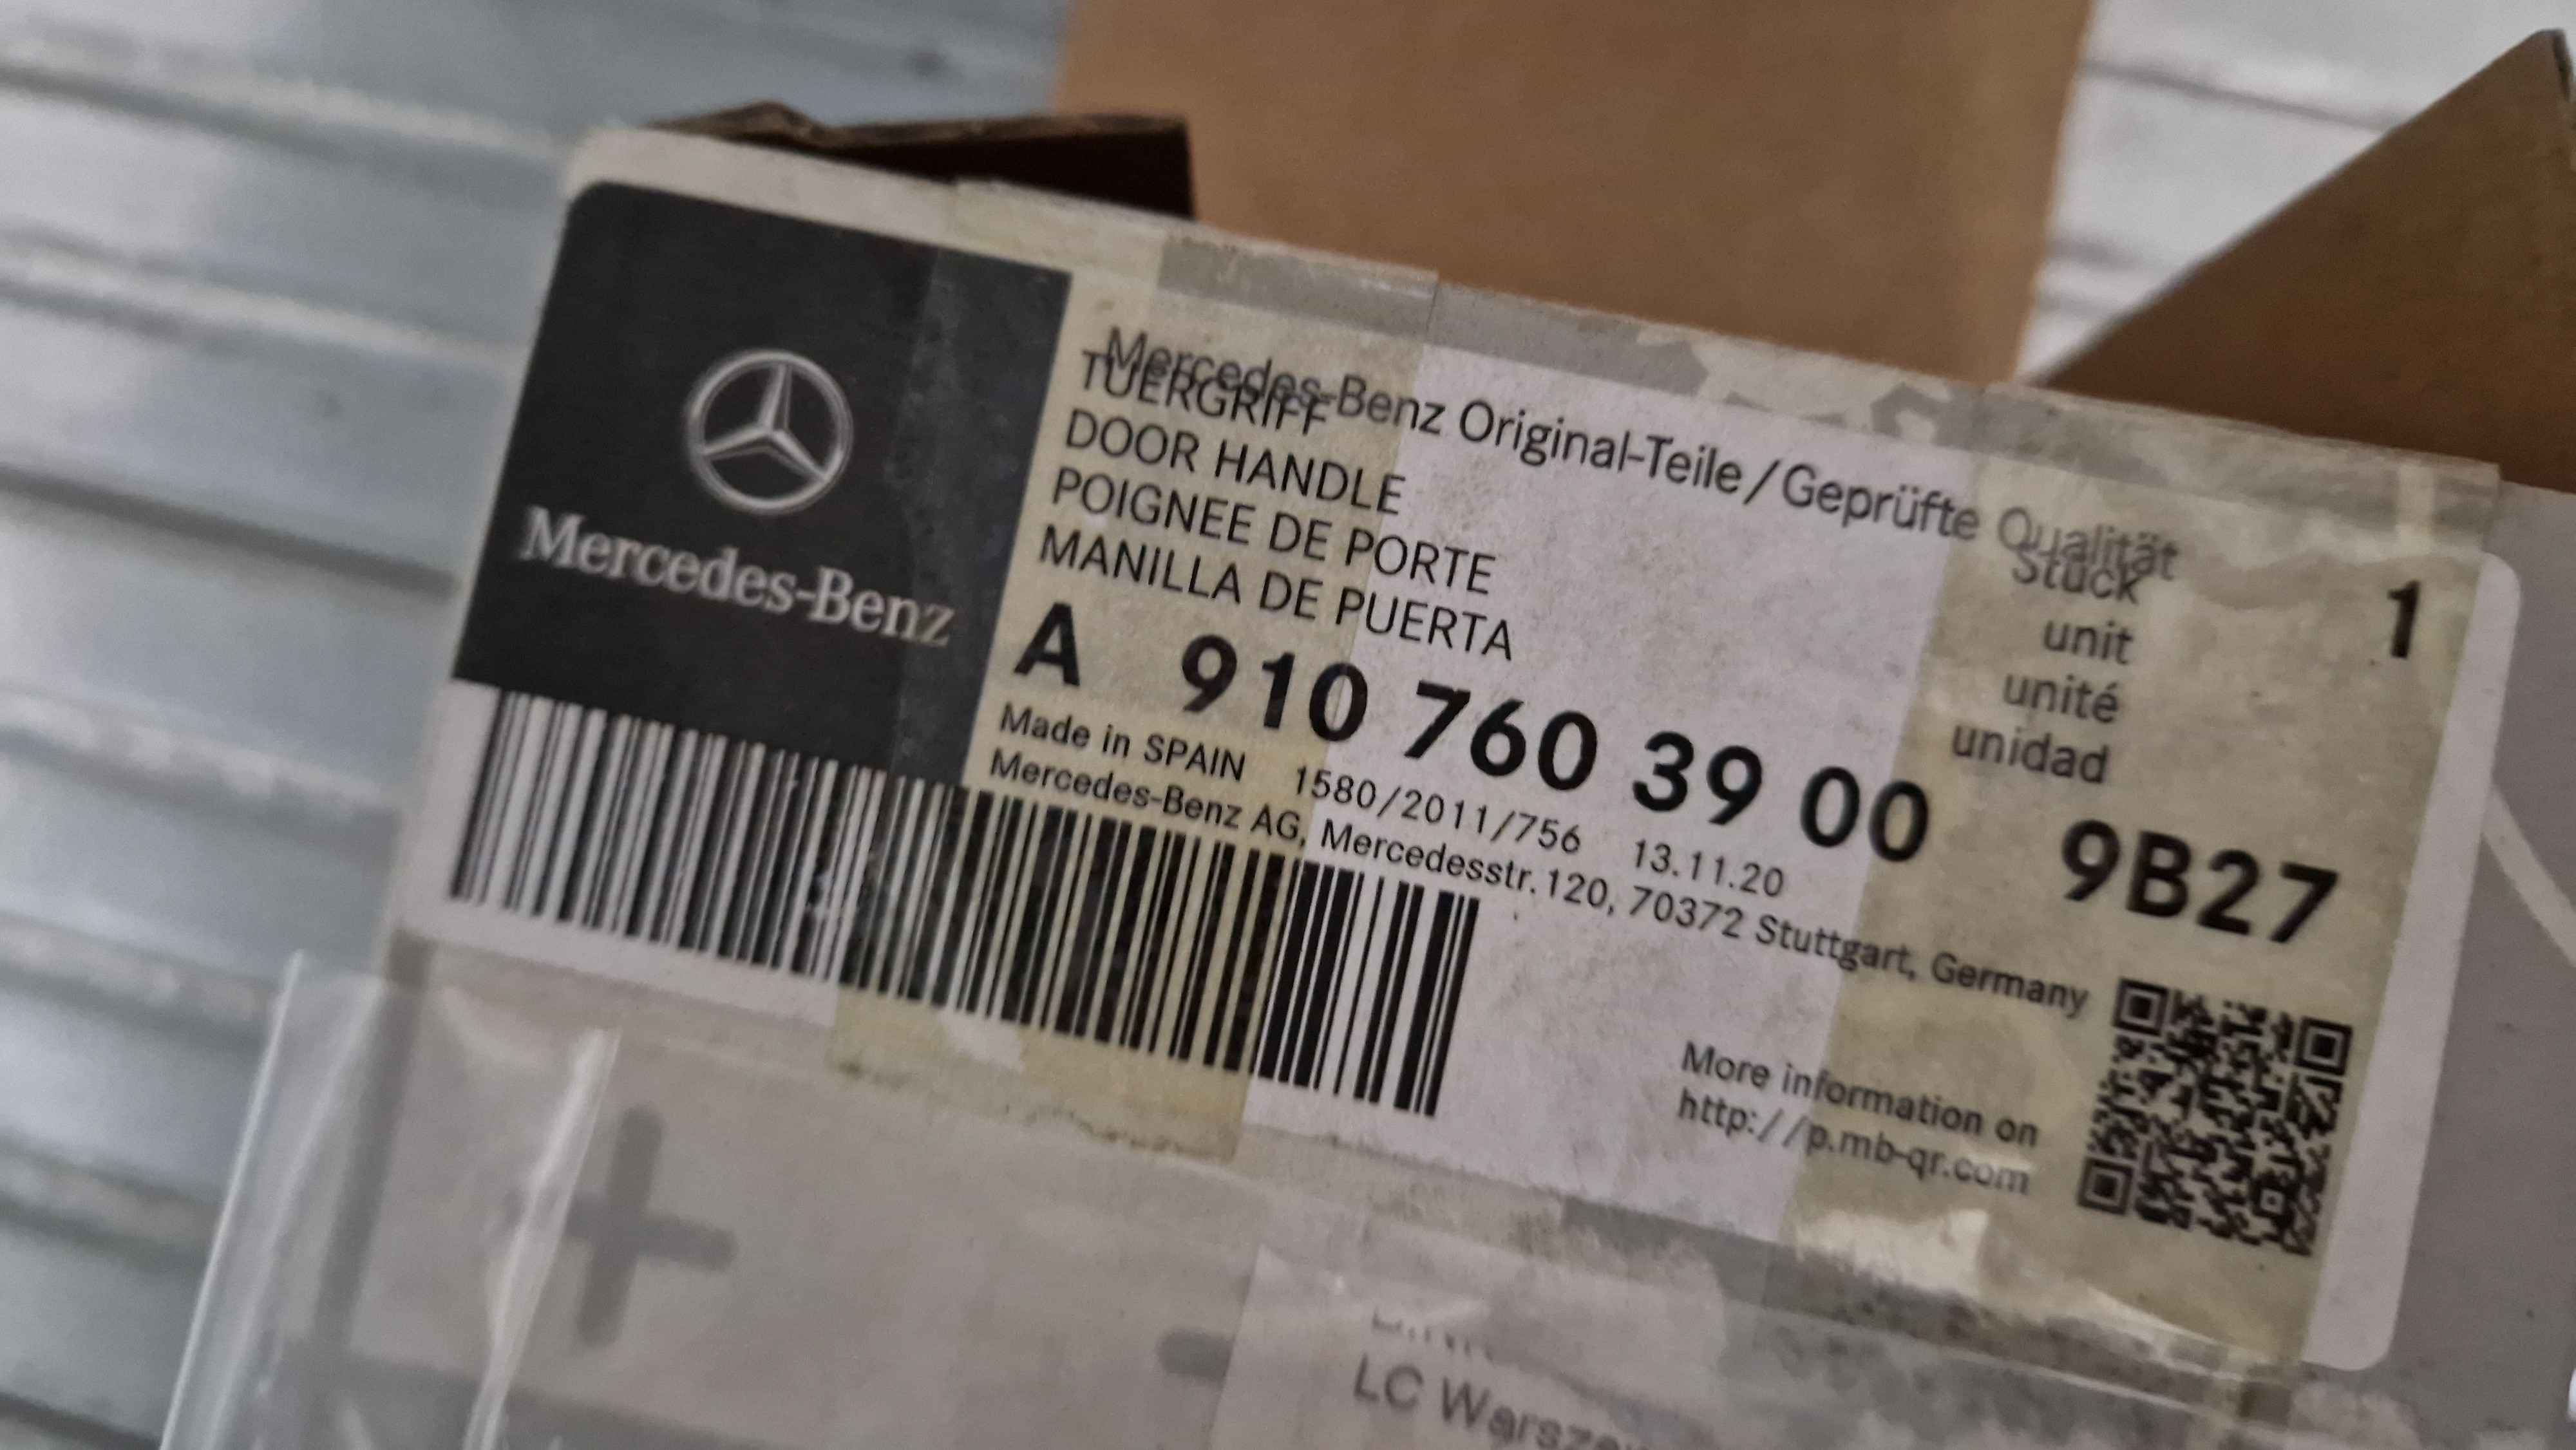 Mercedes-Benz
Mercedes-Benz Original-Teile/Geprüfte Qualität
TUERGRIFF
DOOR HANDLE
POIGNEE DE PORTE
MANILLA DE PUERTA
Stück 1
unit
unité
unidad
A 910 760 39 00 9B27
Made in SPAIN 1580/2011/756 13.11.20
Mercedes-Benz AG, Mercedesstr. 120, 70372 Stuttgart, Germany
More information on
http://p.mb-qr.com
LC